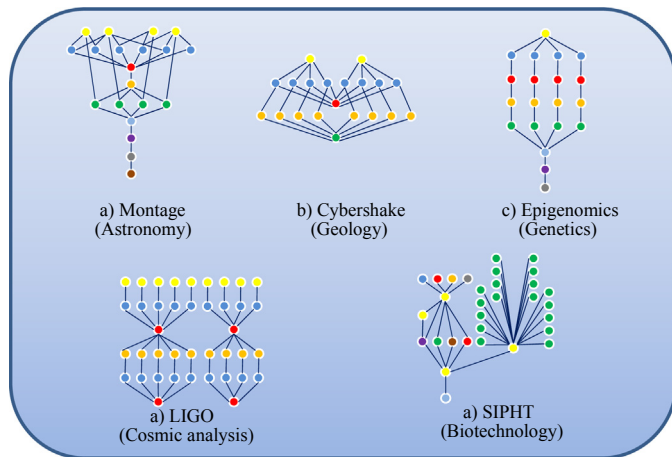 a) Montage
(Astronomy)
b) Cybershake
(Geology)
c) Epigenomics
(Genetics)
a) LIGO
(Cosmic analysis)
a) SIPHT
(Biotechnology)